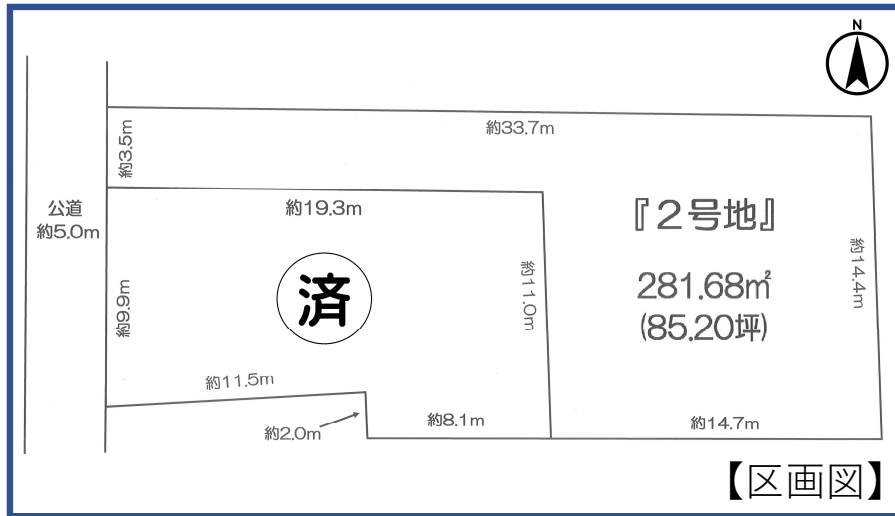 N
約33.7m
約3.5m
公道
約5.0m
約19.3m
『２号地』
281.68㎡
(85.20坪)
約14.4m
済
約11.0m
約9.9m
約11.5m
約2.0m
約8.1m
約14.7m
【区画図】